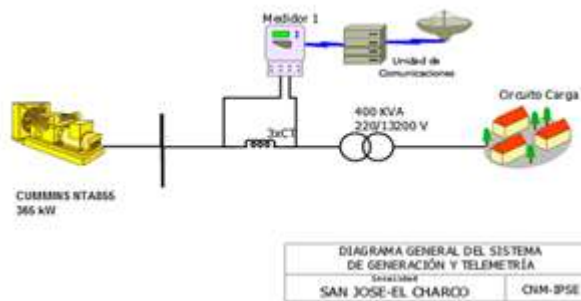 Medidor 1
Unidad de
Comunicaciones
400 KVA
220/13200 V
Circuito Carga
3xCT
CUMMINS NTA855
365 kW
DIAGRAMA GENERAL DEL SISTEMA
DE GENERACIÓN Y TELEMETRÍA
Localidad
SAN JOSE-EL CHARCO
CNM-IPSE